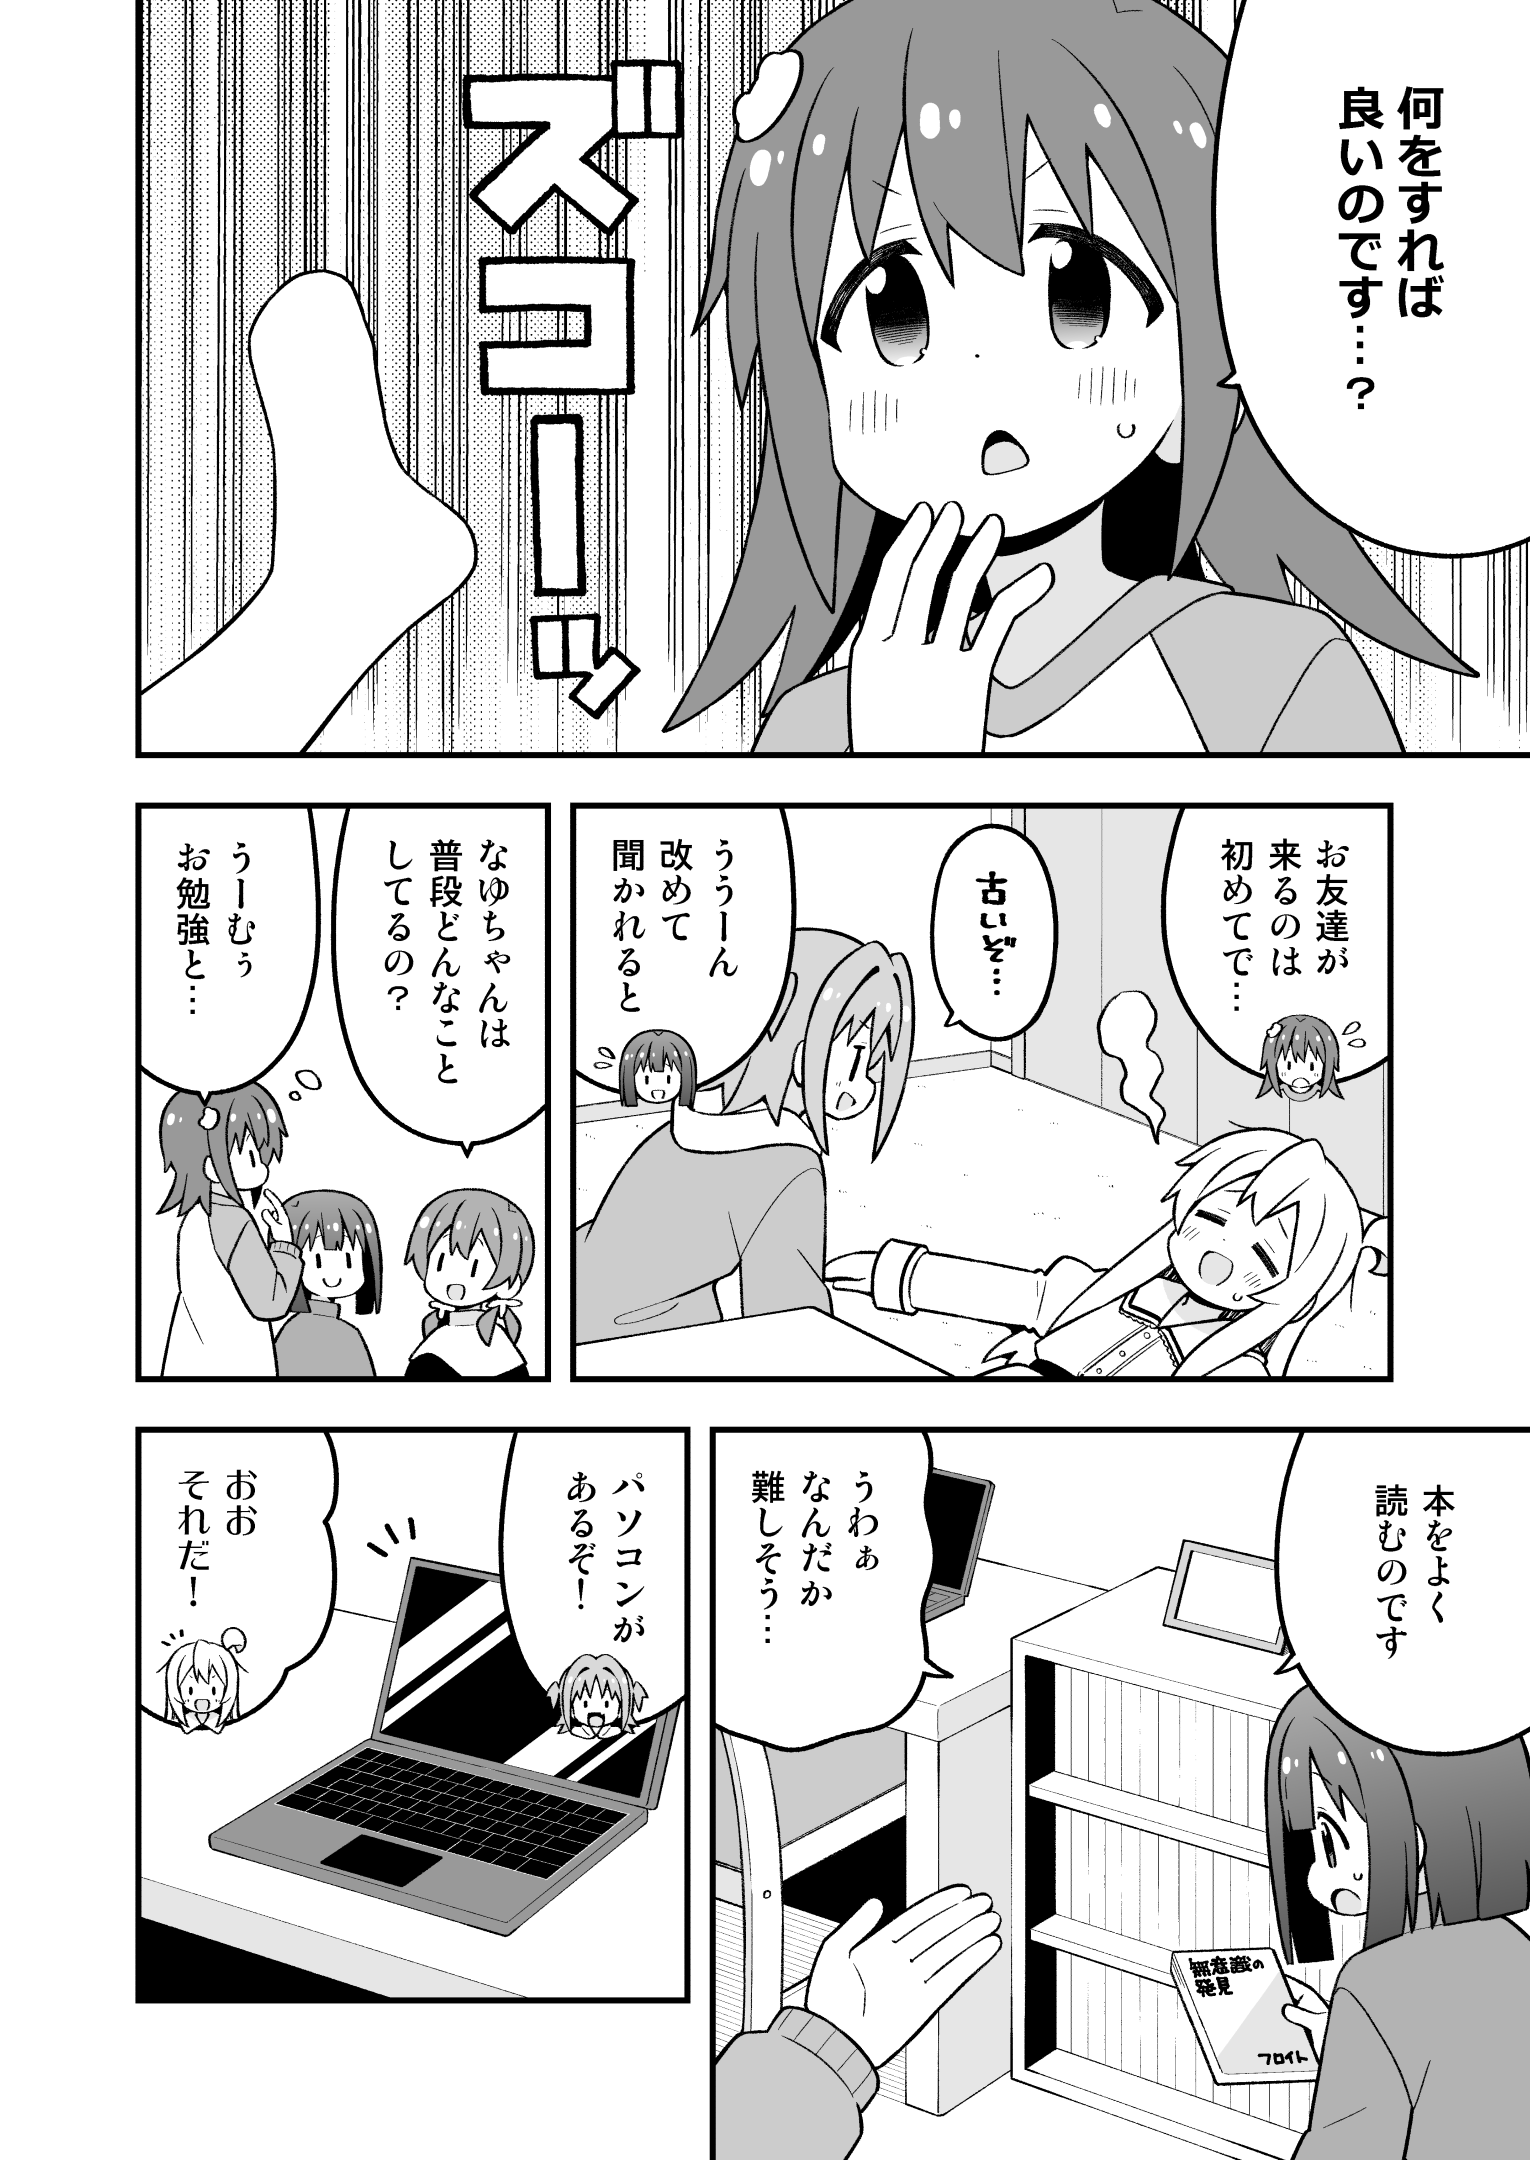 何をすれば
良いのです…？
ズコーッ
お友達が
来るのは
初めてで…
古いぞ…
ううーん
改めて
聞かれると
なゆちゃんは
普段どんなこと
してるの？
うーむぅ
お勉強と…
本をよく
読むのです
無意識の
発見
フロイト
うわぁ
なんだか
難しそう…
パソコンが
あるぞ！
おお
それだ！